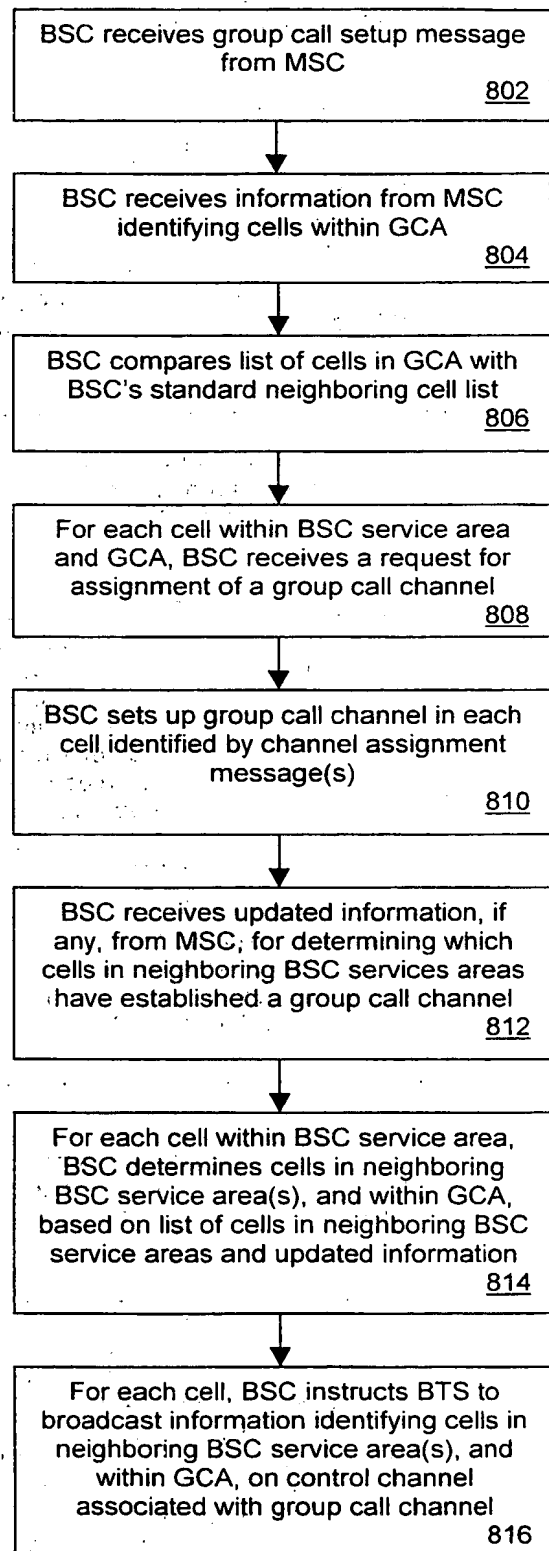 BSC receives group call setup message
from MSC
802
BSC receives information from MSC
identifying cells within GCA
804
BSC compares list of cells in GCA with
BSC's standard neighboring cell list
806
For each cell within BSC service area
and GCA, BSC receives a request for
assignment of a group call channel
808
BSC sets up group call channel in each
cell identified by channel assignment
message(s)
810
BSC receives updated information, if
any, from MSC, for determining which
cells in neighboring BSC services areas
have established a group call channel
812
For each cell within BSC service area,
BSC determines cells in neighboring
BSC service area(s), and within GCA,
based on list of cells in neighboring BSC
service areas and updated information
814
For each cell, BSC instructs BTS to
broadcast information identifying cells in
neighboring BSC service area(s), and
within GCA, on control channel
associated with group call channel
816